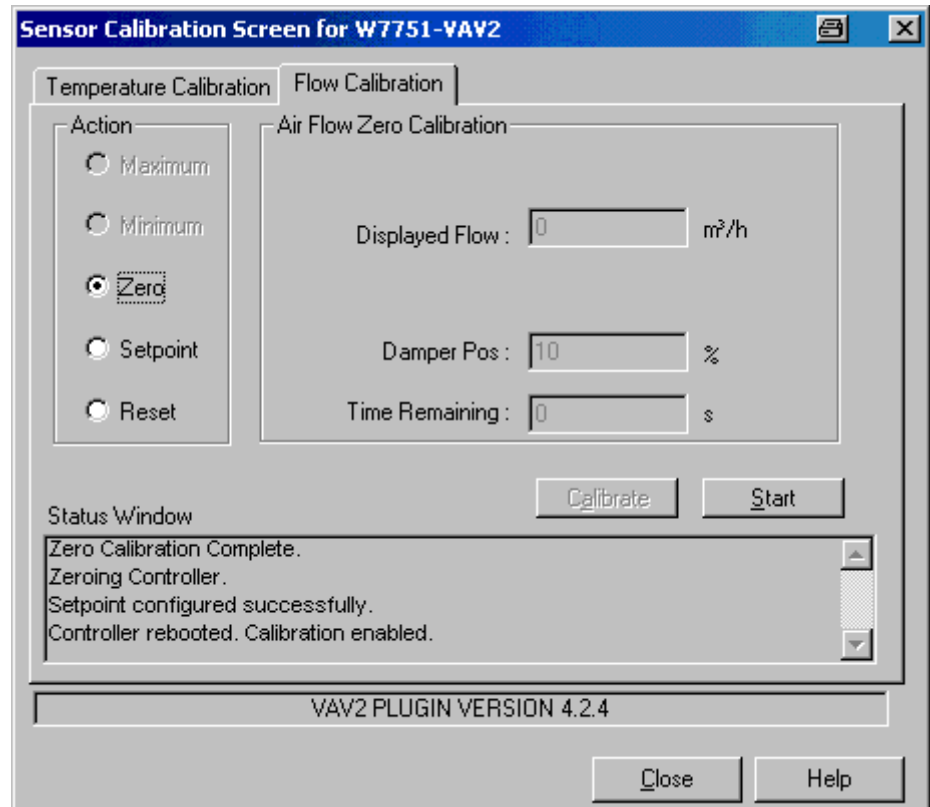 Sensor Calibration Screen for W7751-VAV2
Temperature Calibration
Flow Calibration
Action
Maximum
Minimum
Zero
Setpoint
Reset
Air Flow Zero Calibration
Displayed Flow : 0 m³/h
Damper Pos : 10 %
Time Remaining : 0 s
Calibrate
Start
Status Window
Zero Calibration Complete.
Zeroing Controller.
Setpoint configured successfully.
Controller rebooted. Calibration enabled.
VAV2 PLUGIN VERSION 4.2.4
Close
Help